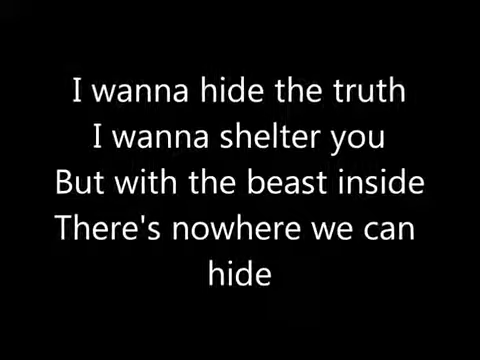 I wanna hide the truth
I wanna shelter you
But with the beast inside
There's nowhere we can
hide